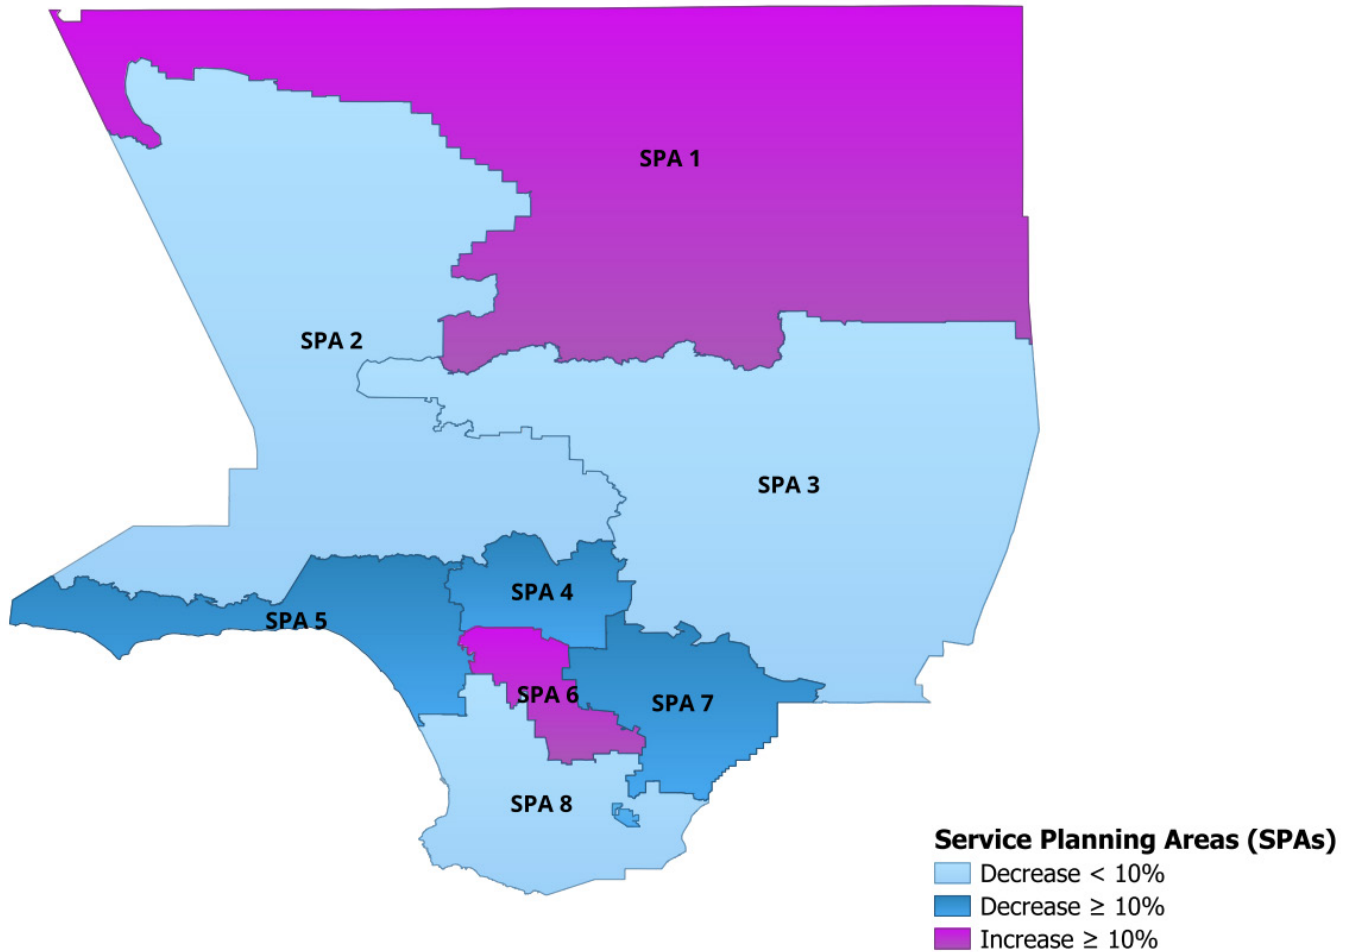 SPA 1
SPA 2
SPA 3
SPA 4
SPA 5
SPA 6
SPA 7
SPA 8
Service Planning Areas (SPAs)
Decrease < 10%
Decrease ≥ 10%
Increase ≥ 10%